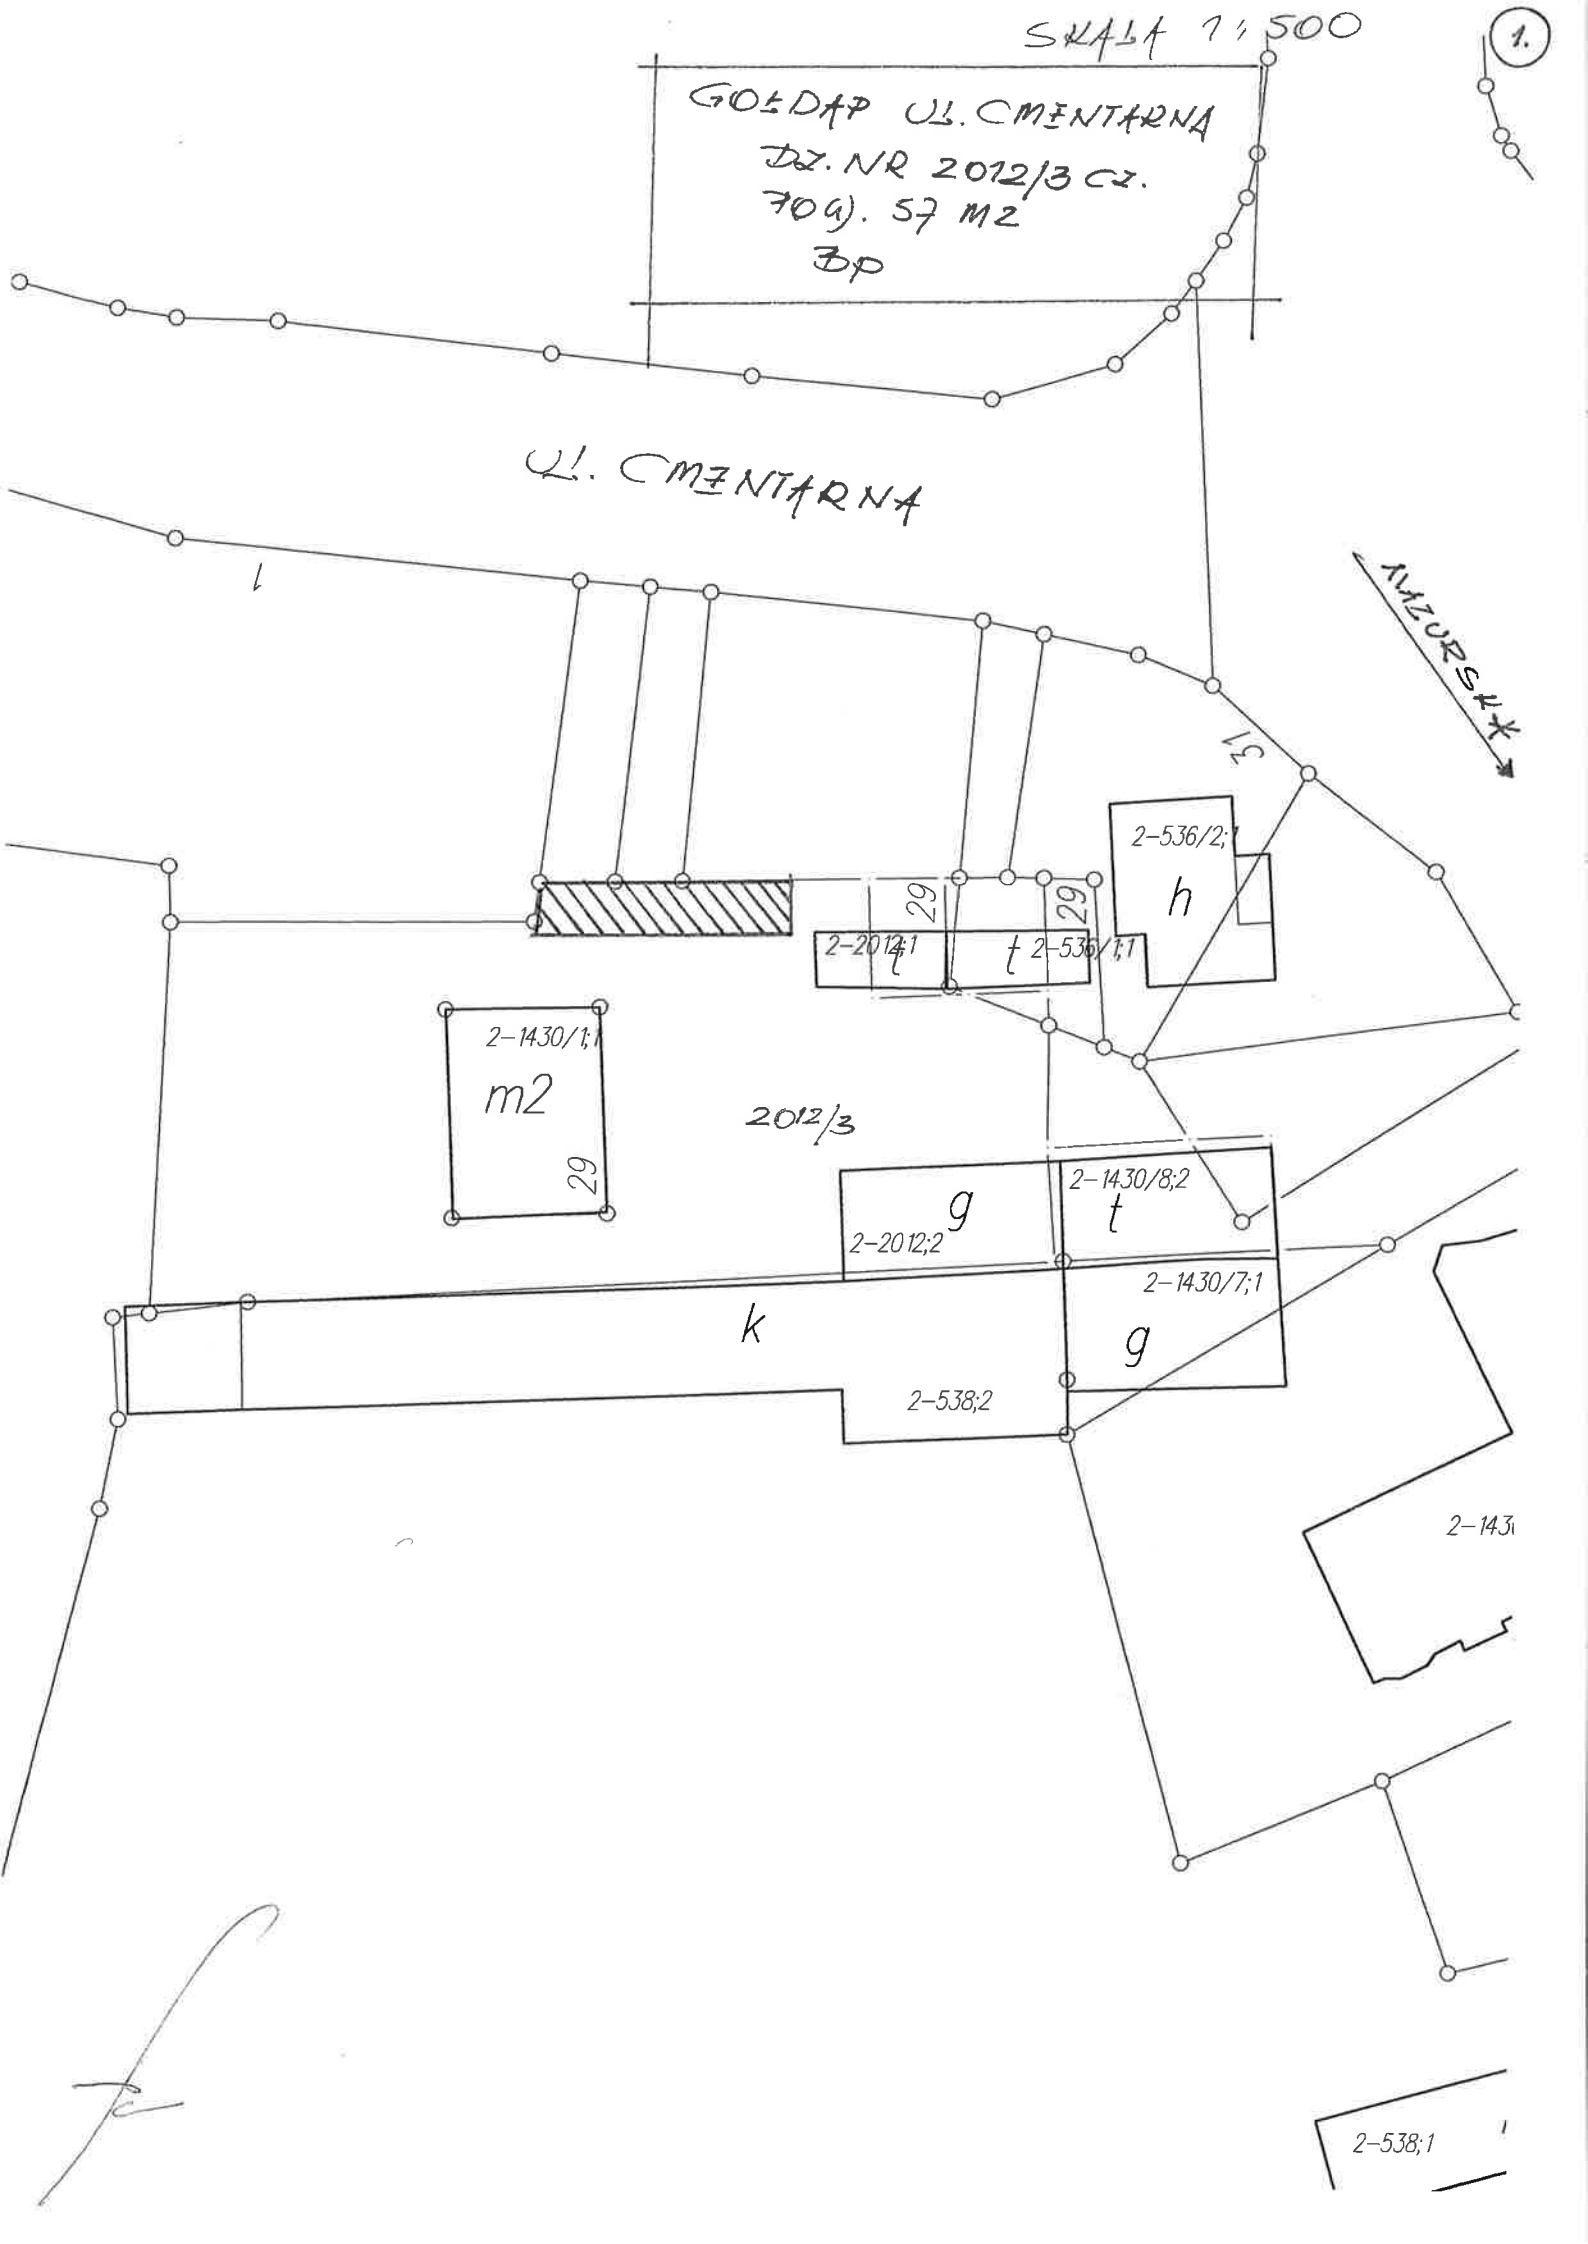 SKALA 1:500
1.
GOŁDAP UL. CMENTARNA
DZ. NR 2012/3 CZ.
57 M2
Bp
UL. CMENTARNA
1
MAZURSKA
31
2-536/2;1
h
29
29
2-2012;1
t
t
2-536/1;1
2-1430/1;1
m2
29
2012/3
g
2-2012;2
2-1430/8;2
t
2-1430/7;1
k
g
2-538;2
2-143
2-538;1